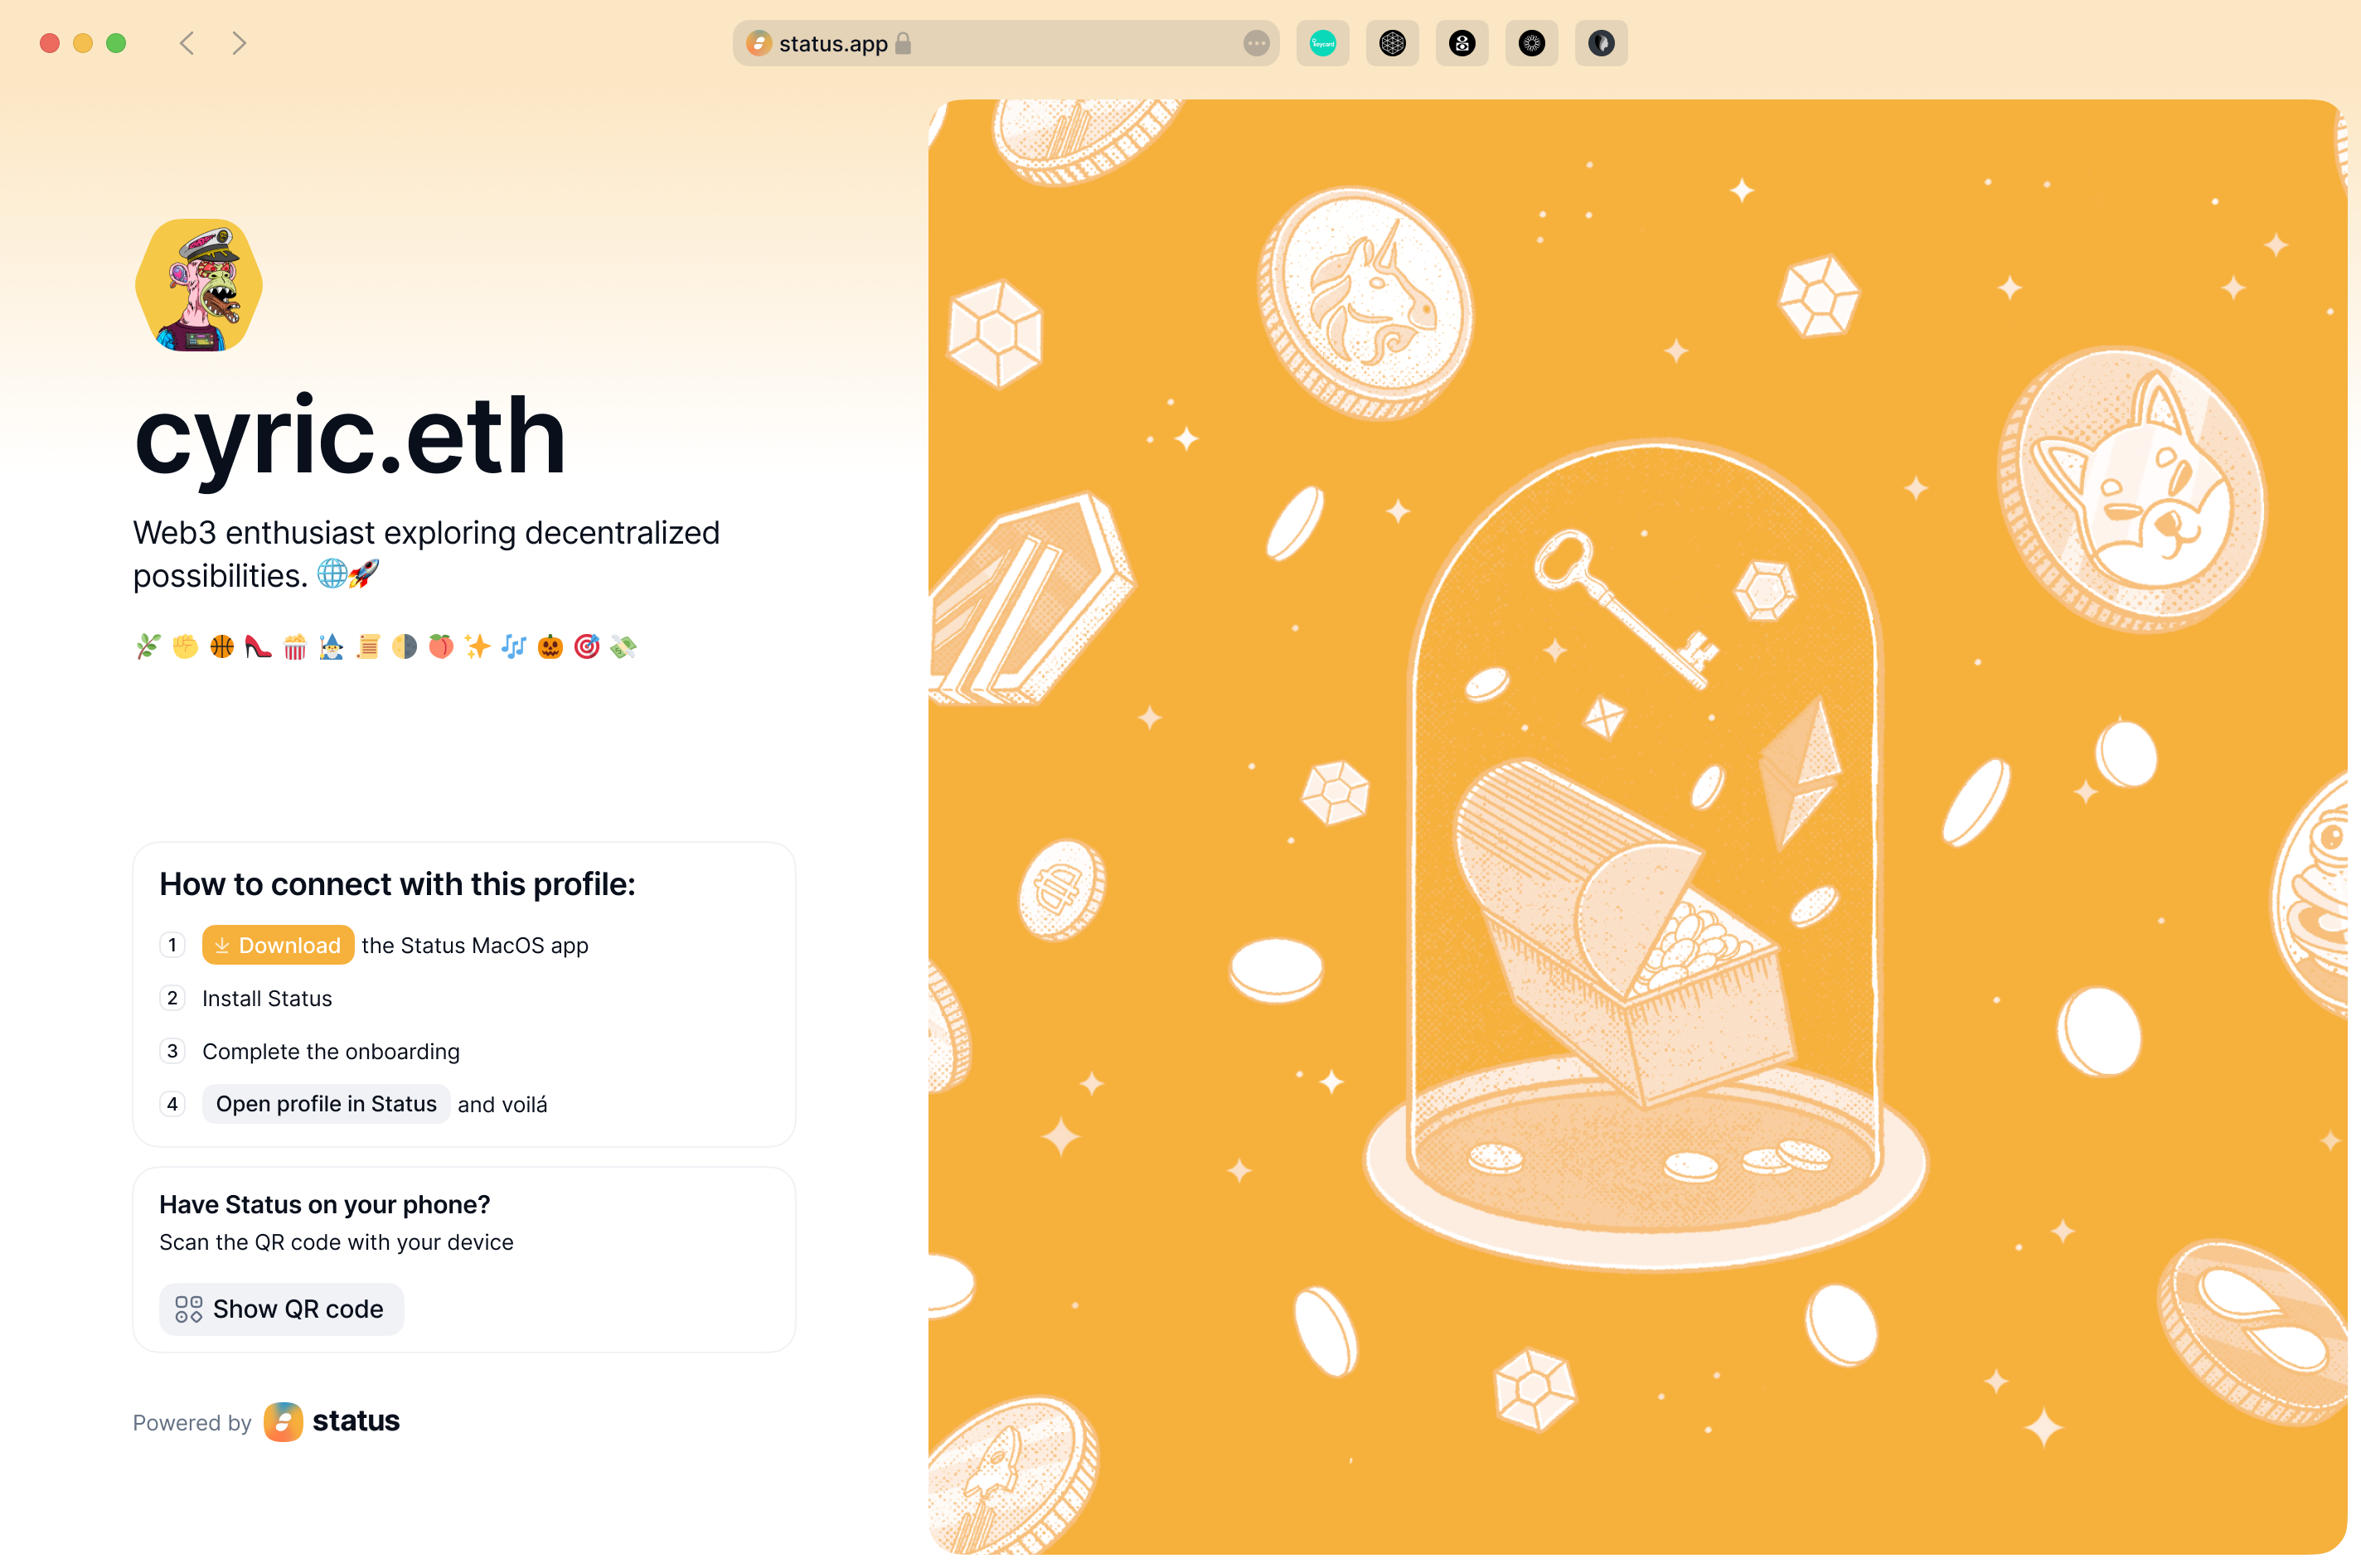 status.app
keycard
cyric.eth
Web3 enthusiast exploring decentralized
possibilities. 🌐🚀
🌿✊🏀👠🍿🧙‍♂️📜🌗🍑✨🎶🎃🎯💸
How to connect with this profile:
1 Download the Status MacOS app
2 Install Status
3 Complete the onboarding
4 Open profile in Status and voilá
Have Status on your phone?
Scan the QR code with your device
Show QR code
Powered by status